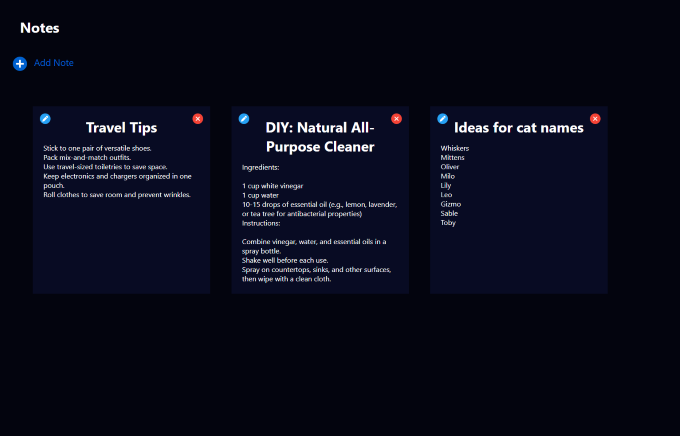 Notes
Add Note
Travel Tips
Stick to one pair of versatile shoes.
Pack mix-and-match outfits.
Use travel-sized toiletries to save space.
Keep electronics and chargers organized in one
pouch.
Roll clothes to save room and prevent wrinkles.
DIY: Natural All-
Purpose Cleaner
Ingredients:
1 cup white vinegar
1 cup water
10-15 drops of essential oil (e.g., lemon, lavender,
or tea tree for antibacterial properties)
Instructions:
Combine vinegar, water, and essential oils in a
spray bottle.
Shake well before each use.
Spray on countertops, sinks, and other surfaces,
then wipe with a clean cloth.
Ideas for cat names
Whiskers
Mittens
Oliver
Milo
Lily
Leo
Gizmo
Sable
Toby